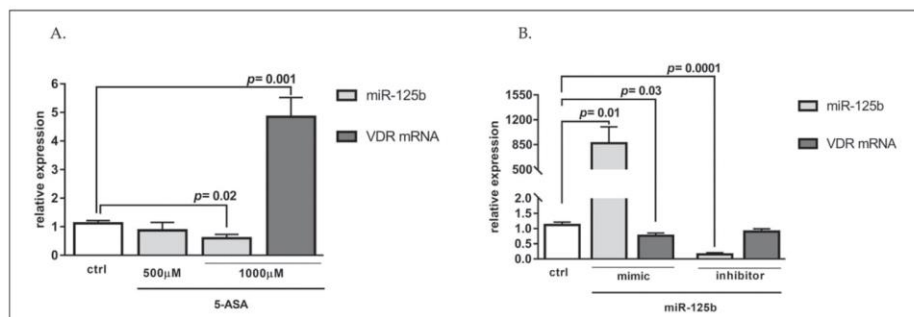 A.
relative expression
6
5
4
3
2
1
0
p= 0.001
p= 0.02
miR-125b
VDR mRNA
ctrl
500µM
1000µM
5-ASA
B.
relative expression
1550
1200
850
500
2.0
1.5
1.0
0.5
0.0
p= 0.0001
p= 0.03
p= 0.01
miR-125b
VDR mRNA
ctrl
mimic
inhibitor
miR-125b